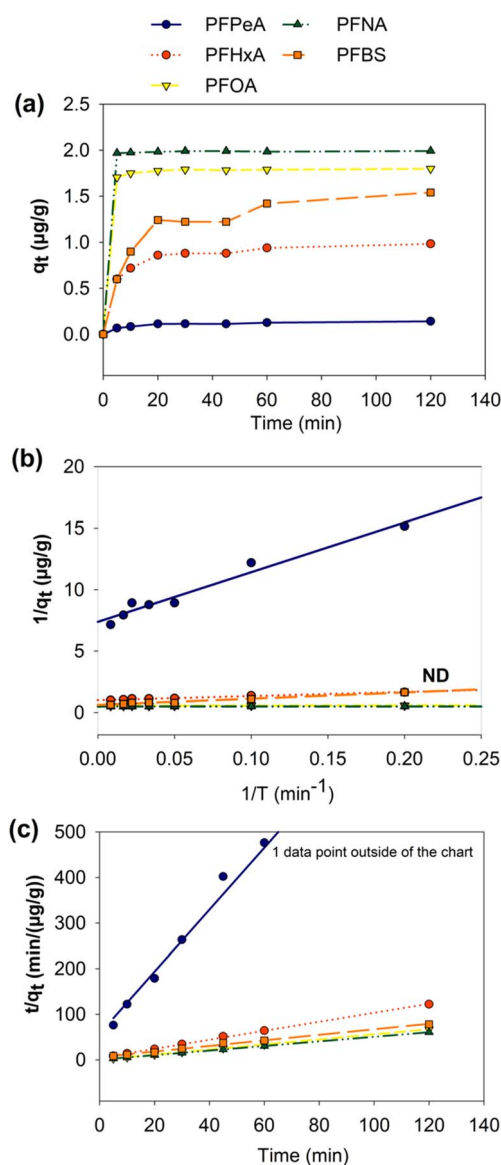 PFPeA PFNA
PFHxA PFBS
PFOA
(a)
2.5
2.0
1.5
1.0
0.5
0.0
qt (µg/g)
0 20 40 60 80 100 120 140
Time (min)
(b)
20
15
10
5
0
1/qt (µg/g)
ND
0.00 0.05 0.10 0.15 0.20 0.25
1/T (min-1)
(c)
500
400
300
200
100
0
t/qt (min/(µg/g))
1 data point outside of the chart
0 20 40 60 80 100 120 140
Time (min)